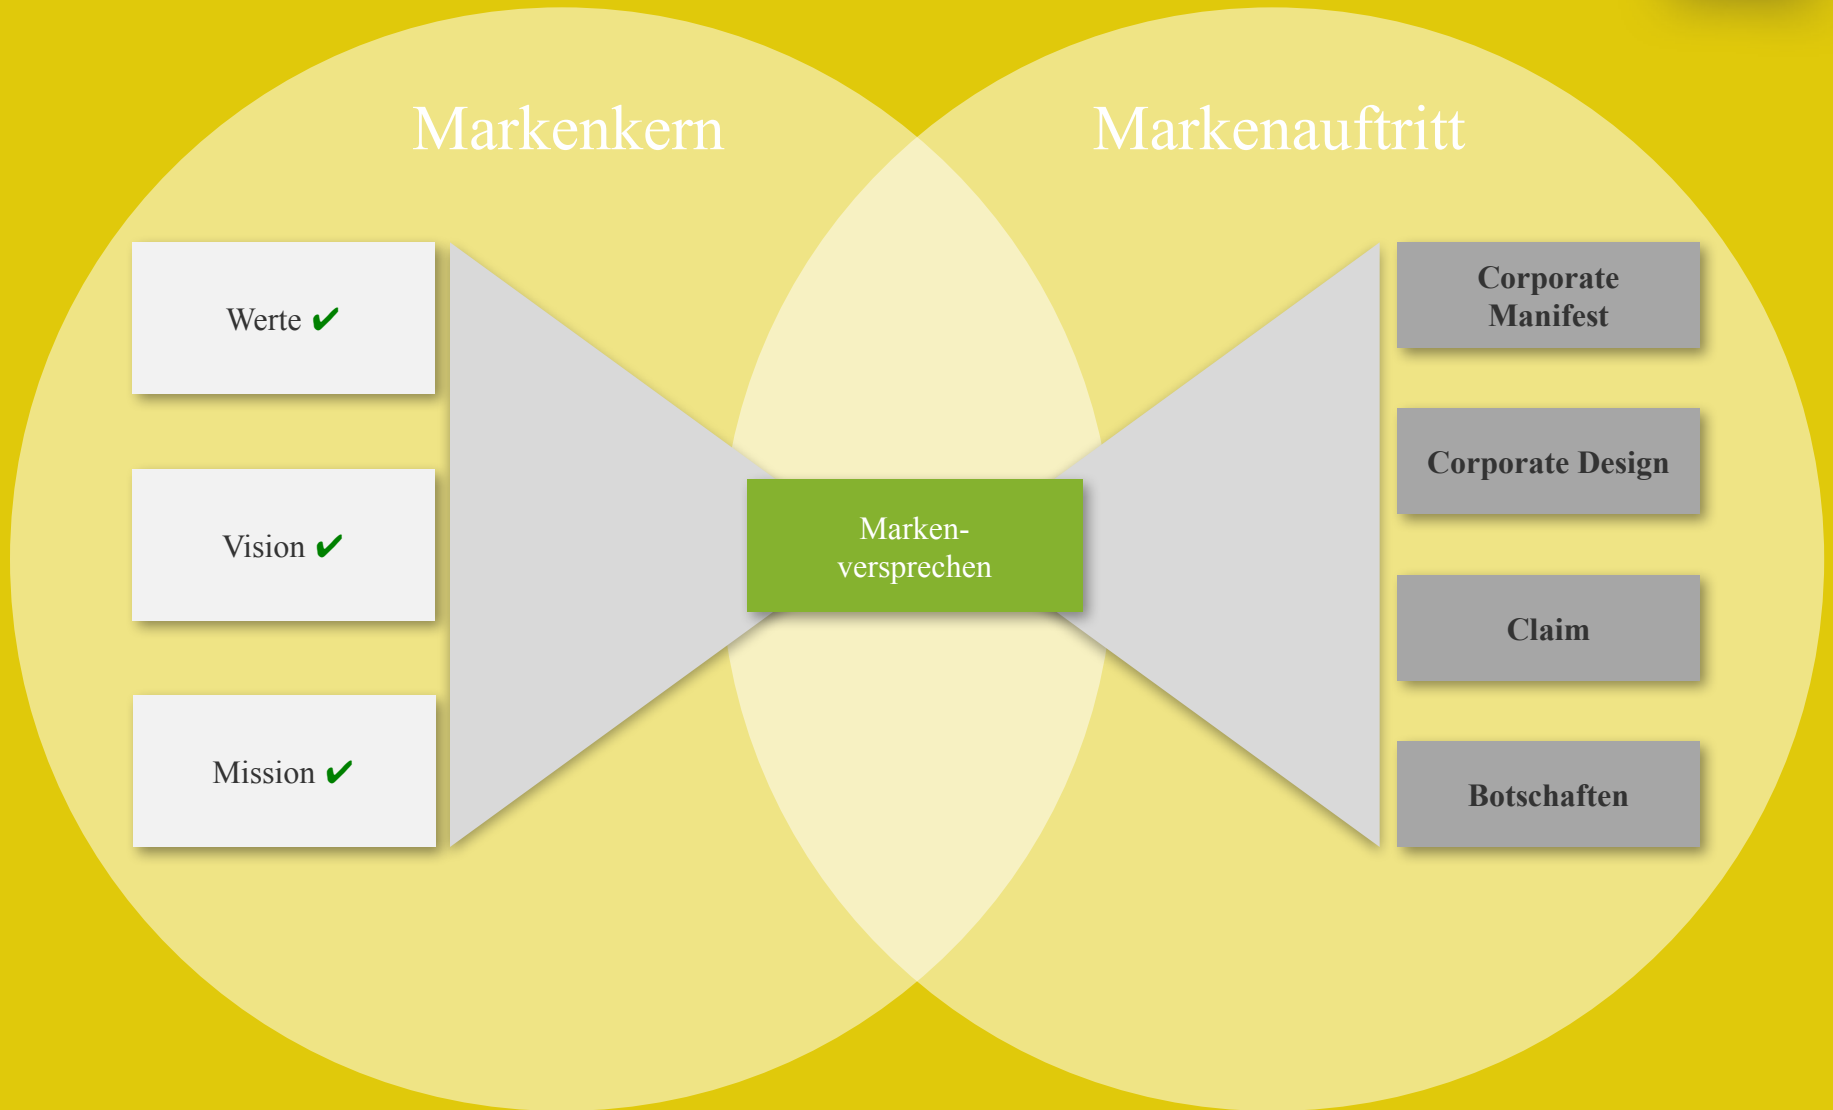 Markenkern
Markenauftritt
Werte ✔
Vision ✔
Mission ✔
Marken-
versprechen
Corporate
Manifest
Corporate Design
Claim
Botschaften